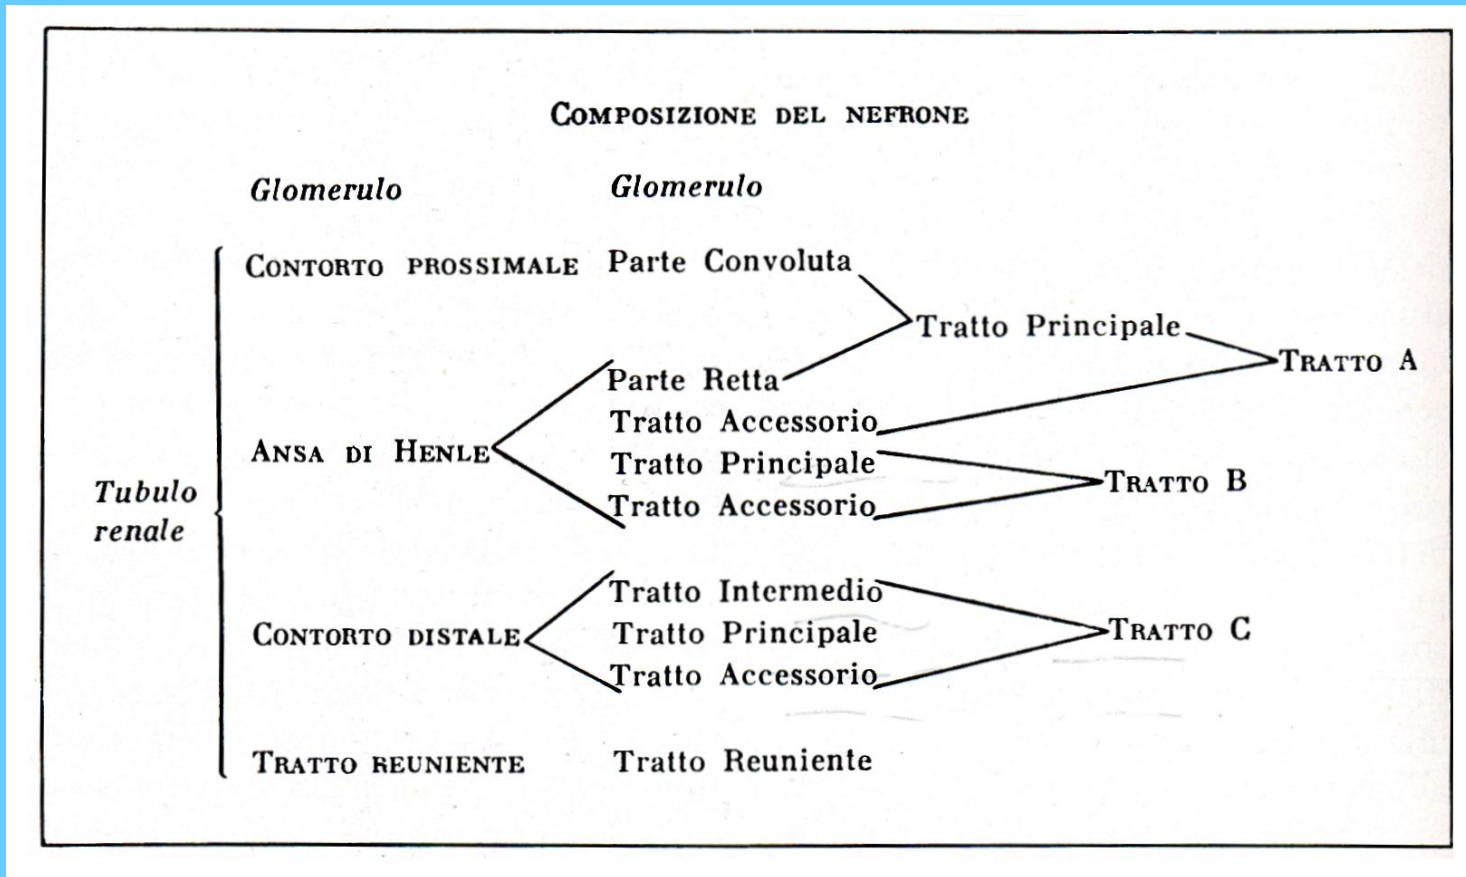 COMPOSIZIONE DEL NEFRONE
Glomerulo Glomerulo
CONTORTO PROSSIMALE Parte Convoluta
Tratto Principale
TRATTO A
Parte Retta
Tratto Accessorio
ANSA DI HENLE
Tratto Principale
TRATTO B
Tratto Accessorio
Tubulo
renale
Tratto Intermedio
CONTORTO DISTALE Tratto Principale TRATTO C
Tratto Accessorio
TRATTO REUNIENTE Tratto Reuniente